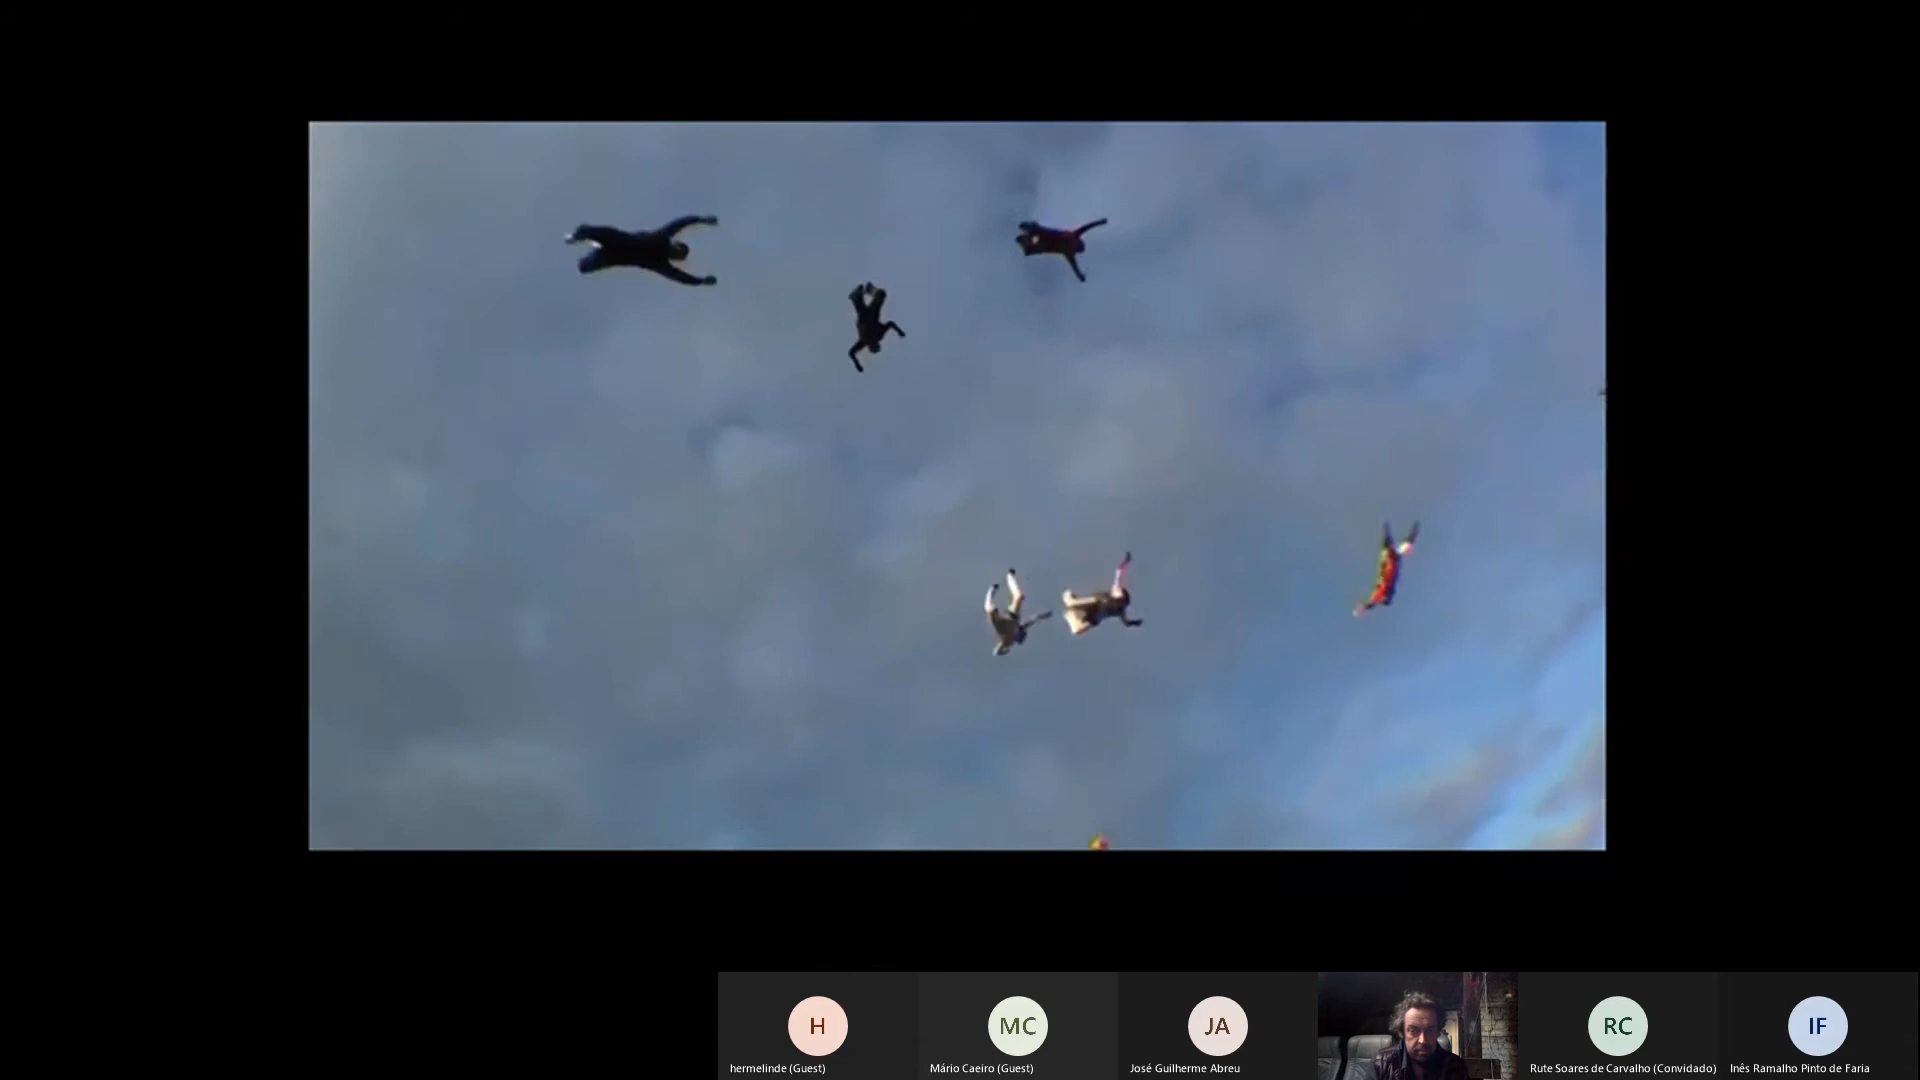 H
hermelinde (Guest)
MC
Mário Caeiro (Guest)
JA
José Guilherme Abreu
RC
Rute Soares de Carvalho (Convidado)
IF
Inês Ramalho Pinto de Faria